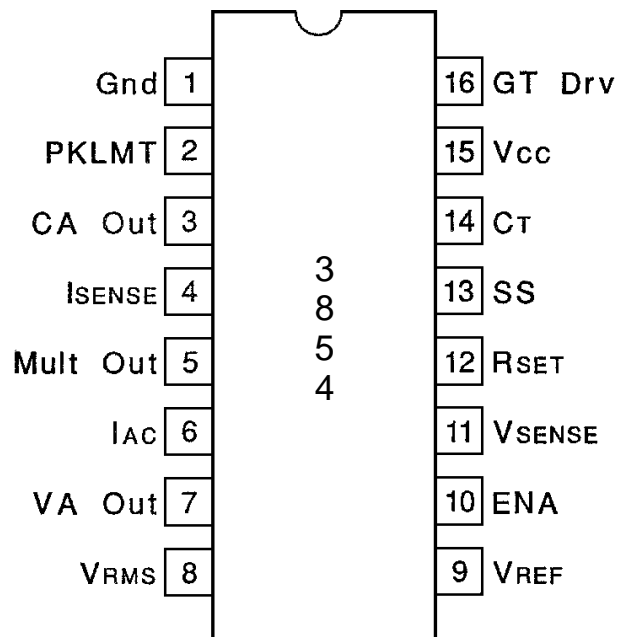 Gnd 1 16 GT Drv
PKLMT 2 15 VCC
CA Out 3 14 CT
ISENSE 4 13 SS
Mult Out 5 12 RSET
IAC 6 11 VSENSE
VA Out 7 10 ENA
VRMS 8 9 VREF
3
8
5
4